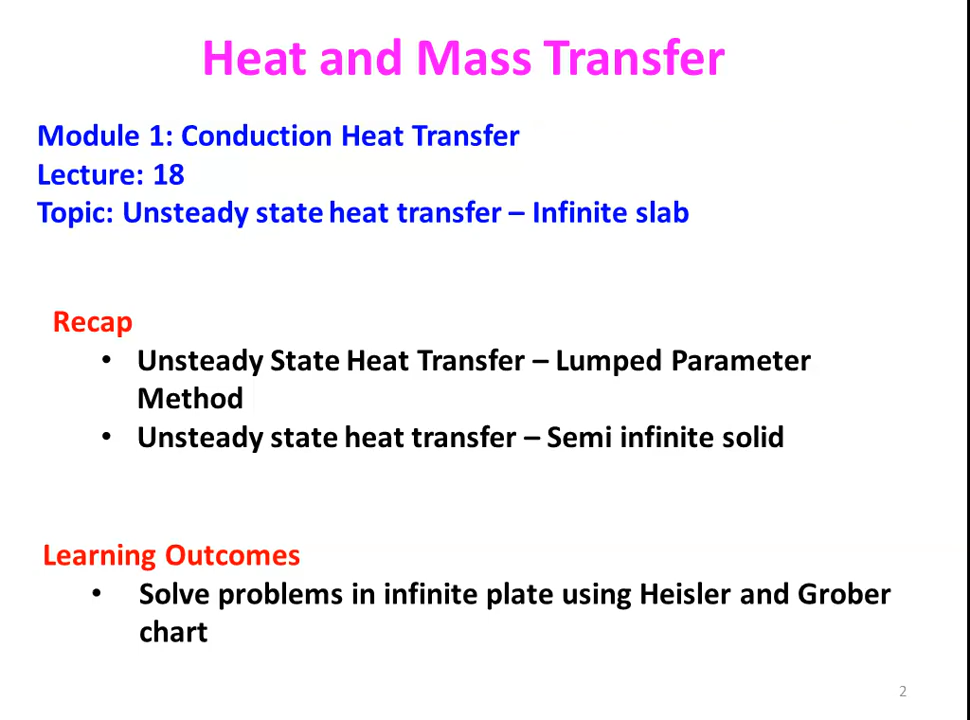 Heat and Mass Transfer
Module 1: Conduction Heat Transfer
Lecture: 18
Topic: Unsteady state heat transfer – Infinite slab
Recap
• Unsteady State Heat Transfer – Lumped Parameter
Method
• Unsteady state heat transfer – Semi infinite solid
Learning Outcomes
• Solve problems in infinite plate using Heisler and Grober
chart
2